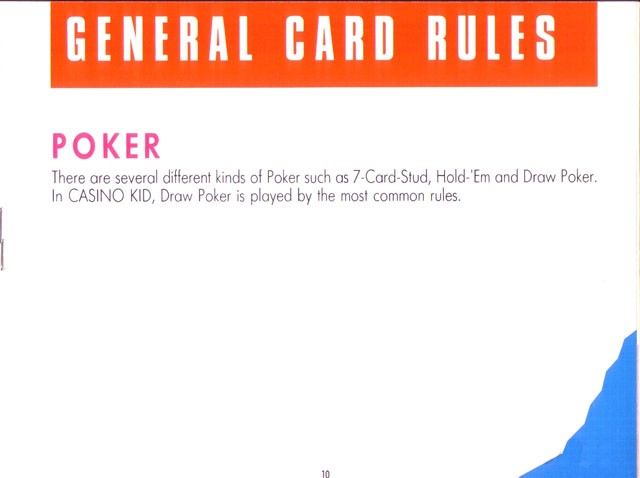 GENERAL CARD RULES
POKER
There are several different kinds of Poker such as 7-Card-Stud, Hold-'Em and Draw Poker.
In CASINO KID, Draw Poker is played by the most common rules.
10